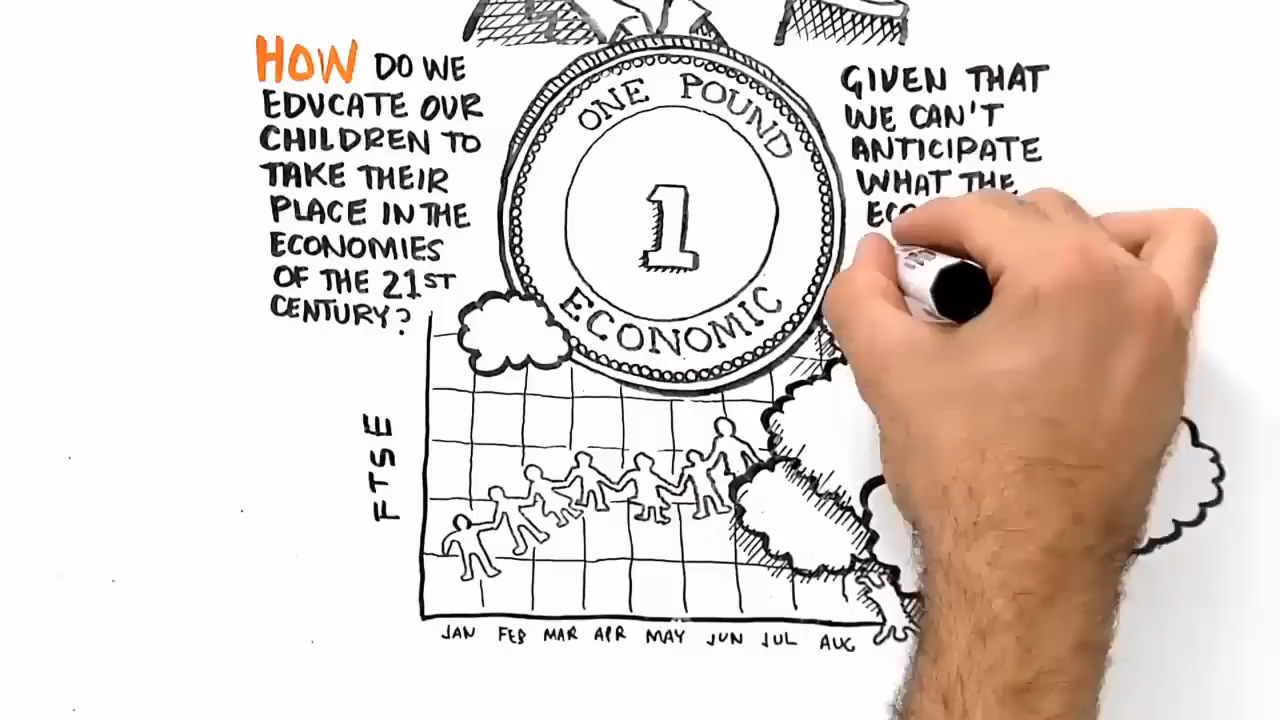 HOW DO WE
EDUCATE OUR
CHILDREN TO
TAKE THEIR
PLACE IN THE
ECONOMIES
OF THE 21ST
CENTURY?
ONE POUND
1
ECONOMIC
GIVEN THAT
WE CAN'T
ANTICIPATE
WHAT THE
FTSE
JAN FEB MAR APR MAY JUN JUL AUG